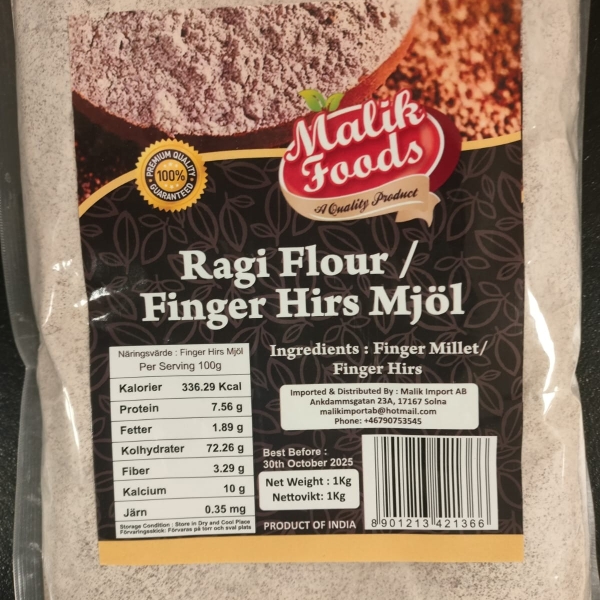 Malik
Foods
A Quality Product
PREMIUM QUALITY
100%
GUARANTEED
Ragi Flour /
Finger Hirs Mjöl
Näringsvärde : Finger Hirs Mjöl
Per Serving 100g
Kalorier 336.29 Kcal
Protein 7.56 g
Fetter 1.89 g
Kolhydrater 72.26 g
Fiber 3.29 g
Kalcium 10 g
Järn 0.35 mg
Storage Condition : Store in Dry and Cool Place
Förvaringsskick: Förvaras på torr och sval plats
Ingredients : Finger Millet/
Finger Hirs
Imported & Distributed By : Malik Import AB
Ankdammsgatan 23A, 17167 Solna
malikimportab@hotmail.com
Phone: +46790753545
Best Before :
30th October 2025
Net Weight : 1Kg
Nettovikt: 1Kg
PRODUCT OF INDIA
8 901213 421366